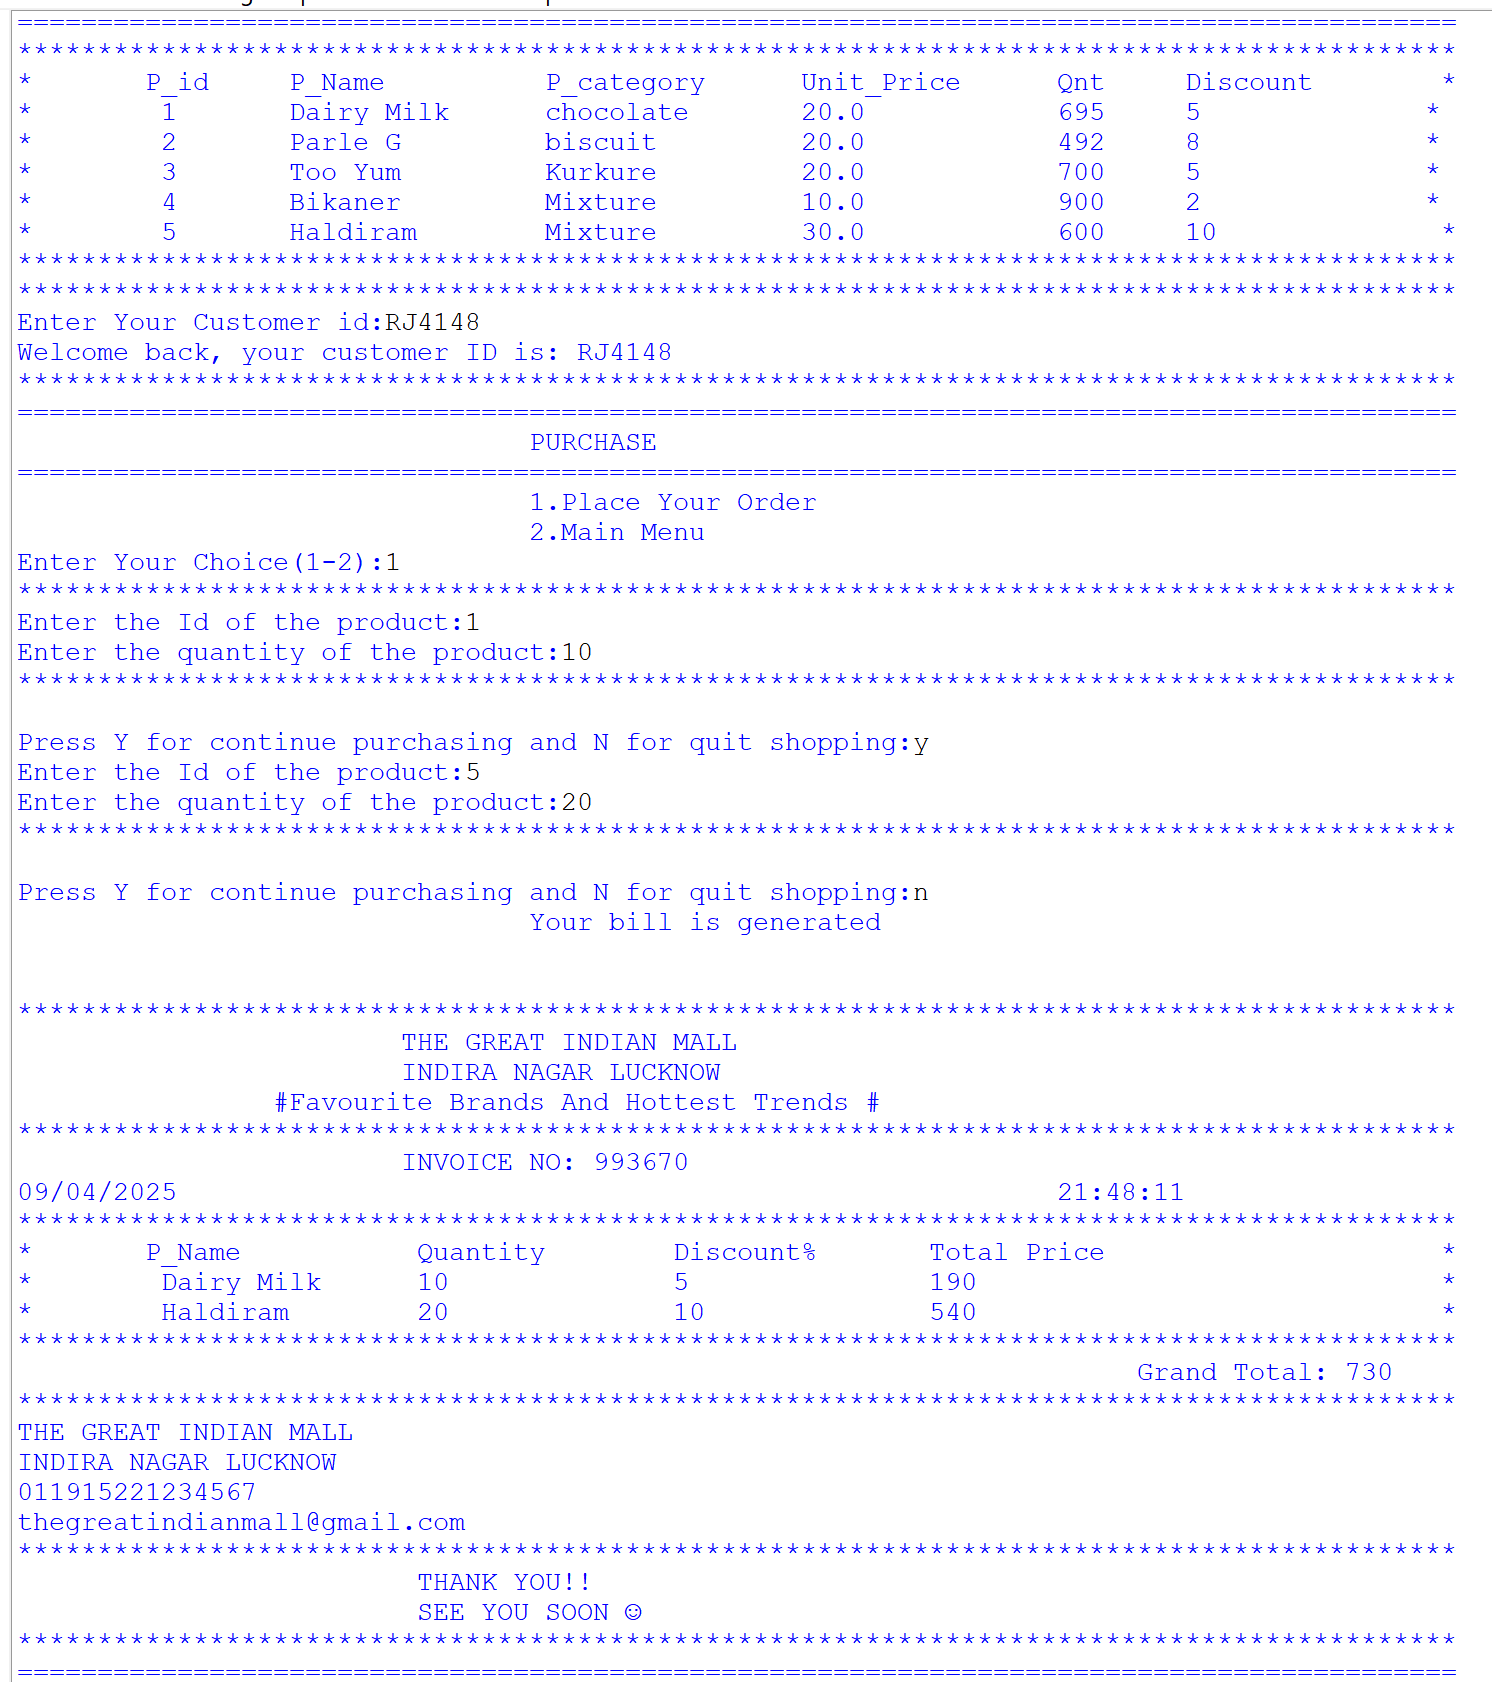 ==========================================================================================
******************************************************************************************
*       P_id     P_Name          P_category      Unit_Price      Qnt     Discount        *
*        1       Dairy Milk      chocolate       20.0            695     5              *
*        2       Parle G         biscuit         20.0            492     8              *
*        3       Too Yum         Kurkure         20.0            700     5              *
*        4       Bikaner         Mixture         10.0            900     2              *
*        5       Haldiram        Mixture         30.0            600     10              *
******************************************************************************************
******************************************************************************************
Enter Your Customer id:RJ4148
Welcome back, your customer ID is: RJ4148
******************************************************************************************
==========================================================================================
                                PURCHASE
==========================================================================================
                                1.Place Your Order
                                2.Main Menu
Enter Your Choice(1-2):1
******************************************************************************************
Enter the Id of the product:1
Enter the quantity of the product:10
******************************************************************************************
Press Y for continue purchasing and N for quit shopping:y
Enter the Id of the product:5
Enter the quantity of the product:20
******************************************************************************************
Press Y for continue purchasing and N for quit shopping:n
                                Your bill is generated
******************************************************************************************
                        THE GREAT INDIAN MALL
                        INDIRA NAGAR LUCKNOW
                #Favourite Brands And Hottest Trends #
******************************************************************************************
                        INVOICE NO: 993670
09/04/2025                                                       21:48:11
******************************************************************************************
*       P_Name           Quantity        Discount%       Total Price                     *
*        Dairy Milk      10              5               190                             *
*        Haldiram        20              10              540                             *
******************************************************************************************
                                                                      Grand Total: 730
******************************************************************************************
THE GREAT INDIAN MALL
INDIRA NAGAR LUCKNOW
011915221234567
thegreatindianmall@gmail.com
******************************************************************************************
                         THANK YOU!!
                         SEE YOU SOON ☺
******************************************************************************************
==========================================================================================